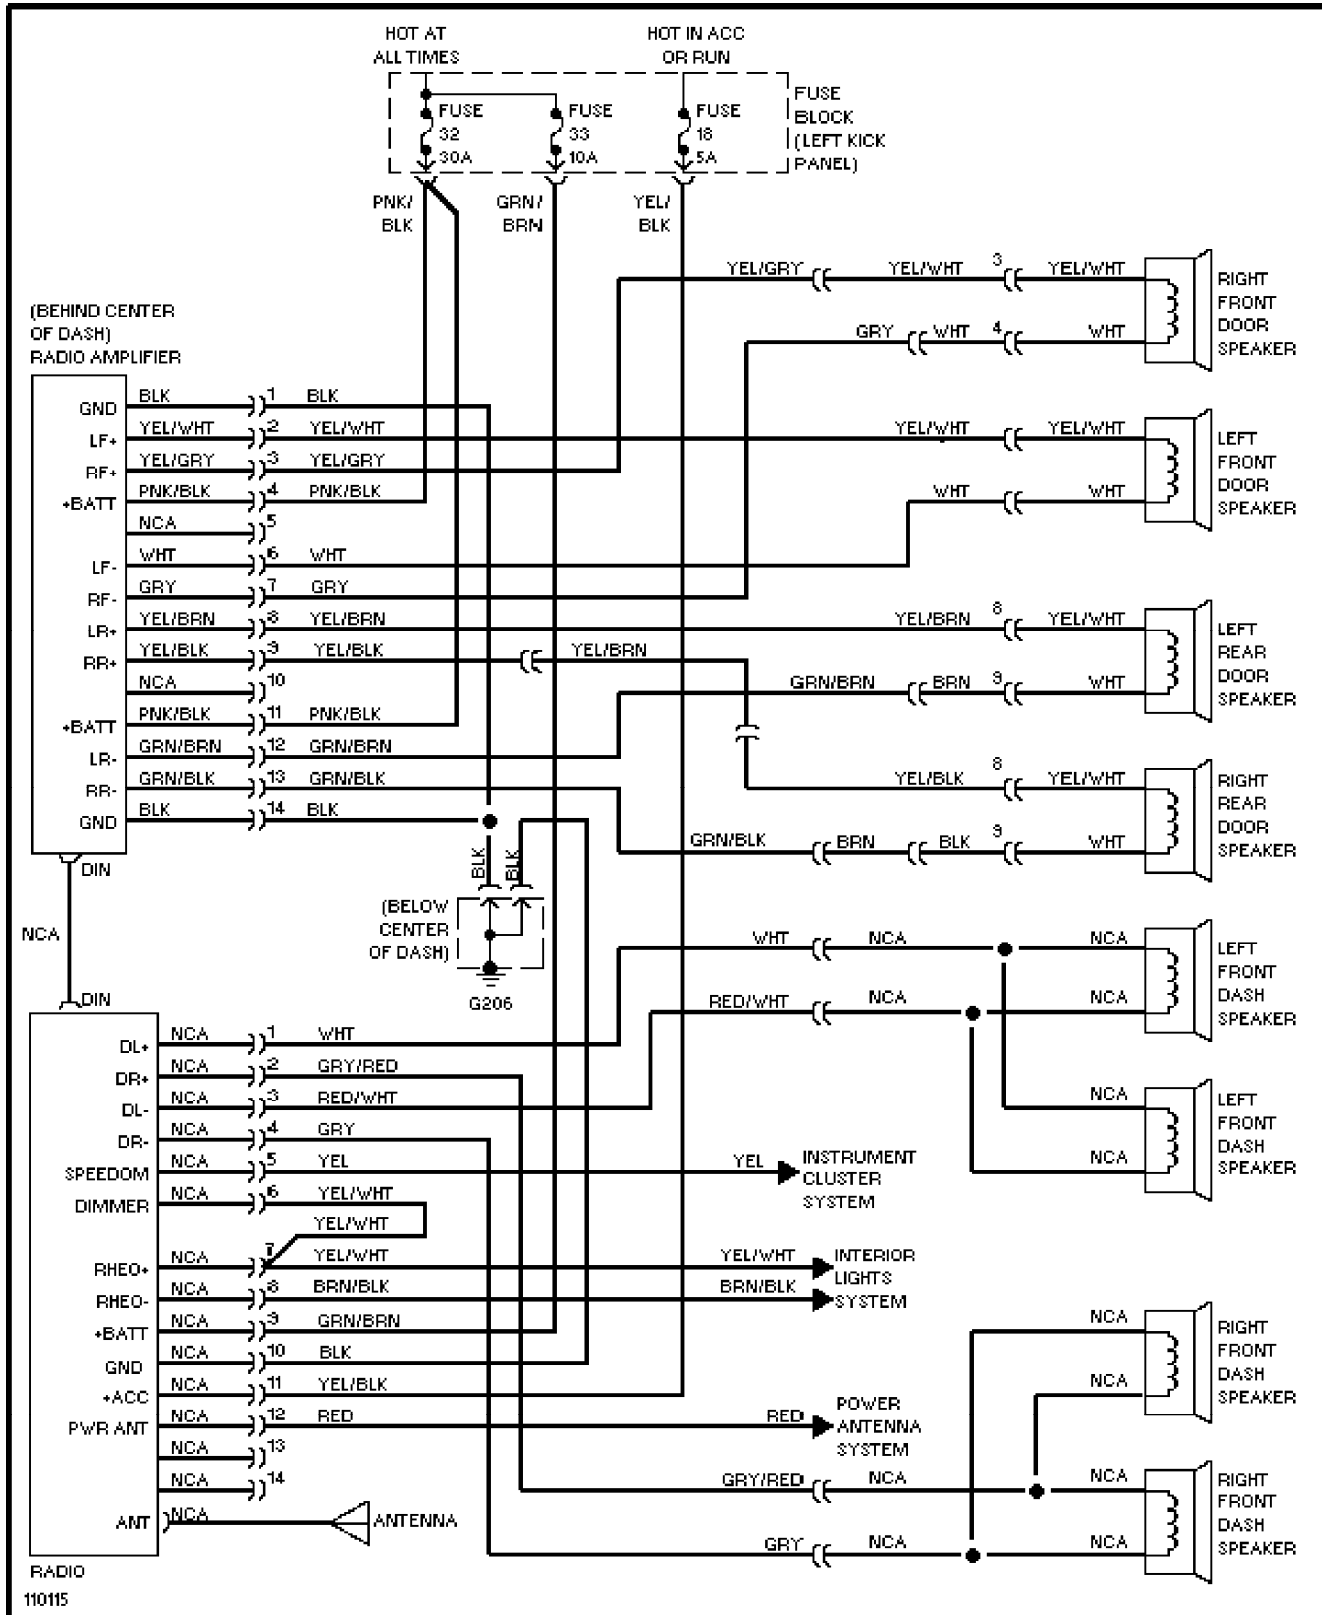 HOT AT
ALL TIMES
HOT IN ACC
OR RUN
FUSE
32
30A
FUSE
33
10A
FUSE
18
5A
FUSE
BLOCK
(LEFT KICK
PANEL)
PNK/
BLK
GRN/
BRN
YEL/
BLK
YEL/GRY
YEL/WHT
3
YEL/WHT
RIGHT
FRONT
DOOR
SPEAKER
GRY
WHT
4
WHT
(BEHIND CENTER
OF DASH)
RADIO AMPLIFIER
GND
BLK
1
BLK
LF+
YEL/WHT
2
YEL/WHT
YEL/WHT
YEL/WHT
LEFT
FRONT
DOOR
SPEAKER
RF+
YEL/GRY
3
YEL/GRY
+BATT
PNK/BLK
4
PNK/BLK
WHT
WHT
NCA
5
LF-
WHT
6
WHT
RF-
GRY
7
GRY
LR+
YEL/BRN
8
YEL/BRN
YEL/BRN
8
YEL/WHT
LEFT
REAR
DOOR
SPEAKER
RR+
YEL/BLK
9
YEL/BLK
YEL/BRN
NCA
10
GRN/BRN
BRN
9
WHT
+BATT
PNK/BLK
11
PNK/BLK
LR-
GRN/BRN
12
GRN/BRN
RR-
GRN/BLK
13
GRN/BLK
YEL/BLK
8
YEL/WHT
RIGHT
REAR
DOOR
SPEAKER
GND
BLK
14
BLK
GRN/BLK
BRN
BLK
9
WHT
DIN
BLK
BLK
(BELOW
CENTER
OF DASH)
G206
NCA
DIN
WHT
NCA
NCA
LEFT
FRONT
DASH
SPEAKER
RED/WHT
NCA
NCA
DL+
NCA
1
WHT
DR+
NCA
2
GRY/RED
DL-
NCA
3
RED/WHT
NCA
LEFT
FRONT
DASH
SPEAKER
DR-
NCA
4
GRY
SPEEDOM
NCA
5
YEL
YEL
INSTRUMENT
CLUSTER
SYSTEM
NCA
DIMMER
NCA
6
YEL/WHT
YEL/WHT
RHEO+
NCA
7
YEL/WHT
YEL/WHT
INTERIOR
LIGHTS
SYSTEM
RHEO-
NCA
8
BRN/BLK
BRN/BLK
+BATT
NCA
9
GRN/BRN
NCA
RIGHT
FRONT
DASH
SPEAKER
GND
NCA
10
BLK
+ACC
NCA
11
YEL/BLK
NCA
PWR ANT
NCA
12
RED
RED
POWER
ANTENNA
SYSTEM
NCA
13
NCA
14
GRY/RED
NCA
NCA
RIGHT
FRONT
DASH
SPEAKER
ANT
NCA
ANTENNA
GRY
NCA
NCA
RADIO
110115